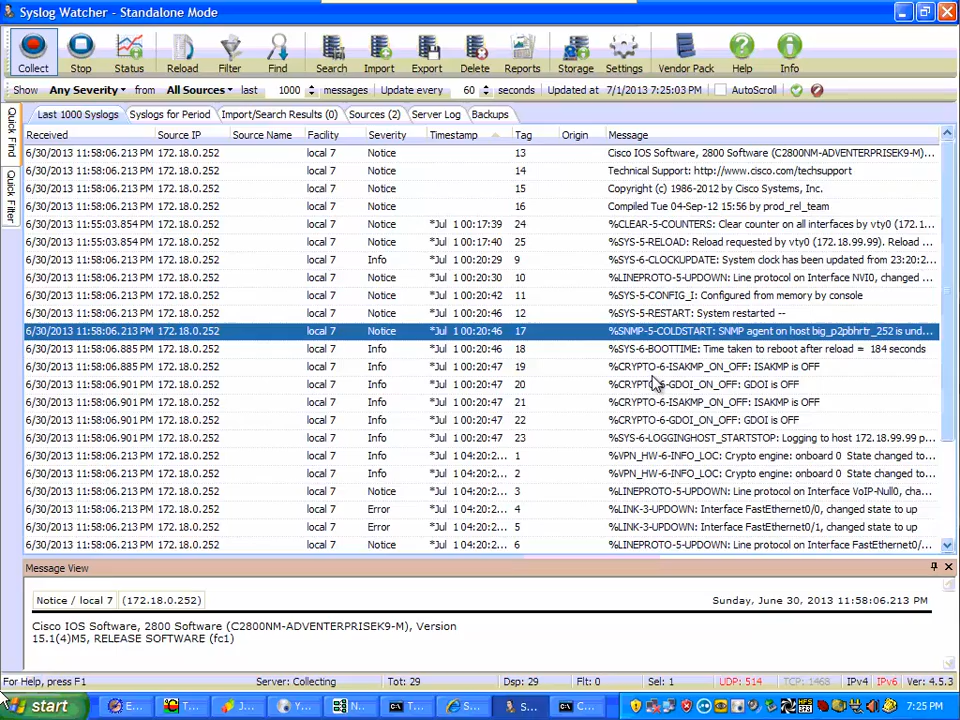 Syslog Watcher - Standalone Mode
Collect Stop Status Reload Filter Find Search Import Export Delete Reports Storage Settings Vendor Pack Help Info
Show Any Severity from All Sources last 1000 messages Update every 60 seconds Updated at 7/1/2013 7:25:03 PM AutoScroll
Quick Find
Quick Filter
Last 1000 Syslogs Syslogs for Period Import/Search Results (0) Sources (2) Server Log Backups
Received Source IP Source Name Facility Severity Timestamp Tag Origin Message
6/30/2013 11:58:06.213 PM 172.18.0.252 local 7 Notice 13 Cisco IOS Software, 2800 Software (C2800NM-ADVENTERPRISEK9-M)...
6/30/2013 11:58:06.213 PM 172.18.0.252 local 7 Notice 14 Technical Support: http://www.cisco.com/techsupport
6/30/2013 11:58:06.213 PM 172.18.0.252 local 7 Notice 15 Copyright (c) 1986-2012 by Cisco Systems, Inc.
6/30/2013 11:58:06.213 PM 172.18.0.252 local 7 Notice 16 Compiled Tue 04-Sep-12 15:56 by prod_rel_team
6/30/2013 11:55:03.854 PM 172.18.0.252 local 7 Notice *Jul 1 00:17:39 24 %CLEAR-5-COUNTERS: Clear counter on all interfaces by vty0 (172.1...
6/30/2013 11:55:03.854 PM 172.18.0.252 local 7 Notice *Jul 1 00:17:40 25 %SYS-5-RELOAD: Reload requested by vty0 (172.18.99.99). Reload ...
6/30/2013 11:58:06.213 PM 172.18.0.252 local 7 Info *Jul 1 00:20:29 9 %SYS-6-CLOCKUPDATE: System clock has been updated from 23:20:2...
6/30/2013 11:58:06.213 PM 172.18.0.252 local 7 Notice *Jul 1 00:20:30 10 %LINEPROTO-5-UPDOWN: Line protocol on Interface NVI0, changed ...
6/30/2013 11:58:06.213 PM 172.18.0.252 local 7 Notice *Jul 1 00:20:42 11 %SYS-5-CONFIG_I: Configured from memory by console
6/30/2013 11:58:06.213 PM 172.18.0.252 local 7 Notice *Jul 1 00:20:46 12 %SYS-5-RESTART: System restarted --
6/30/2013 11:58:06.213 PM 172.18.0.252 local 7 Notice *Jul 1 00:20:46 17 %SNMP-5-COLDSTART: SNMP agent on host big_p2pbhrtr_252 is und...
6/30/2013 11:58:06.885 PM 172.18.0.252 local 7 Info *Jul 1 00:20:46 18 %SYS-6-BOOTTIME: Time taken to reboot after reload = 184 seconds
6/30/2013 11:58:06.885 PM 172.18.0.252 local 7 Info *Jul 1 00:20:47 19 %CRYPTO-6-ISAKMP_ON_OFF: ISAKMP is OFF
6/30/2013 11:58:06.901 PM 172.18.0.252 local 7 Info *Jul 1 00:20:47 20 %CRYPTO-6-GDOI_ON_OFF: GDOI is OFF
6/30/2013 11:58:06.901 PM 172.18.0.252 local 7 Info *Jul 1 00:20:47 21 %CRYPTO-6-ISAKMP_ON_OFF: ISAKMP is OFF
6/30/2013 11:58:06.901 PM 172.18.0.252 local 7 Info *Jul 1 00:20:47 22 %CRYPTO-6-GDOI_ON_OFF: GDOI is OFF
6/30/2013 11:58:06.901 PM 172.18.0.252 local 7 Info *Jul 1 00:20:47 23 %SYS-6-LOGGINGHOST_STARTSTOP: Logging to host 172.18.99.99 p...
6/30/2013 11:58:06.213 PM 172.18.0.252 local 7 Info *Jul 1 04:20:2... 1 %VPN_HW-6-INFO_LOC: Crypto engine: onboard 0 State changed to...
6/30/2013 11:58:06.213 PM 172.18.0.252 local 7 Info *Jul 1 04:20:2... 2 %VPN_HW-6-INFO_LOC: Crypto engine: onboard 0 State changed to...
6/30/2013 11:58:06.213 PM 172.18.0.252 local 7 Notice *Jul 1 04:20:2... 3 %LINEPROTO-5-UPDOWN: Line protocol on Interface VoIP-Null0, cha...
6/30/2013 11:58:06.213 PM 172.18.0.252 local 7 Error *Jul 1 04:20:2... 4 %LINK-3-UPDOWN: Interface FastEthernet0/0, changed state to up
6/30/2013 11:58:06.213 PM 172.18.0.252 local 7 Error *Jul 1 04:20:2... 5 %LINK-3-UPDOWN: Interface FastEthernet0/1, changed state to up
6/30/2013 11:58:06.213 PM 172.18.0.252 local 7 Notice *Jul 1 04:20:2... 6 %LINEPROTO-5-UPDOWN: Line protocol on Interface FastEthernet0/...
Message View
Notice / local 7 (172.18.0.252) Sunday, June 30, 2013 11:58:06.213 PM
Cisco IOS Software, 2800 Software (C2800NM-ADVENTERPRISEK9-M), Version
15.1(4)M5, RELEASE SOFTWARE (fc1)
For Help, press F1 Server: Collecting Tot: 29 Dsp: 29 Flt: 0 Sel: 1 UDP: 514 TCP: 1468 IPv4 IPv6 Ver: 4.5.3
start E... T... J... Y... N... T... S... S... C... 7:25 PM